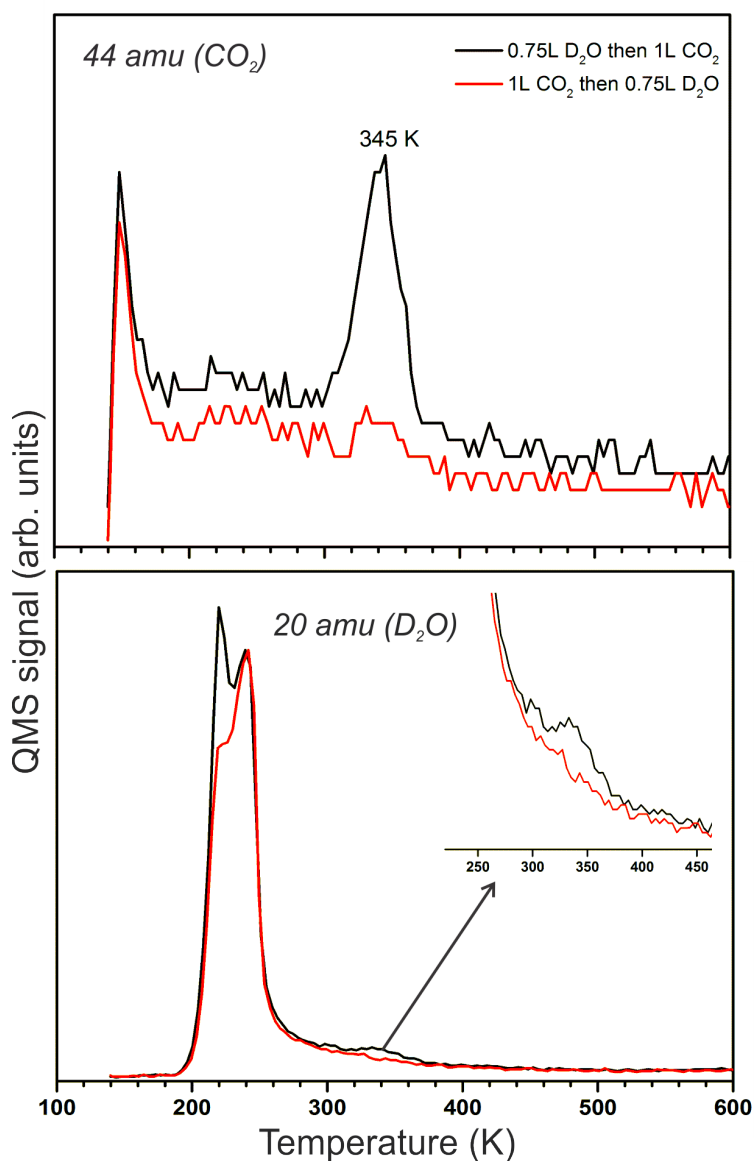 44 amu (CO₂)
0.75L D₂O then 1L CO₂
1L CO₂ then 0.75L D₂O
345 K
QMS signal (arb. units)
20 amu (D₂O)
250 300 350 400 450
100 200 300 400 500 600
Temperature (K)